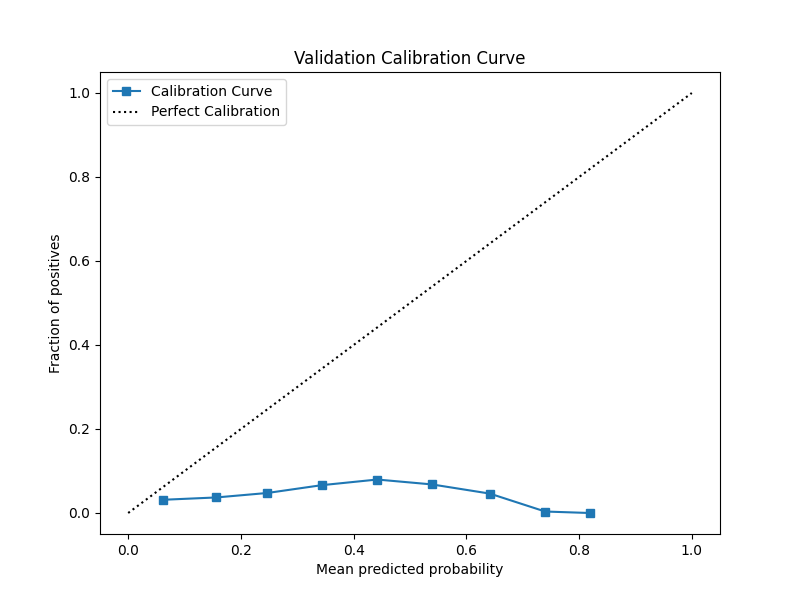 Validation Calibration Curve
Calibration Curve
Perfect Calibration
1.0
0.8
0.6
0.4
0.2
0.0
Fraction of positives
0.0 0.2 0.4 0.6 0.8 1.0
Mean predicted probability